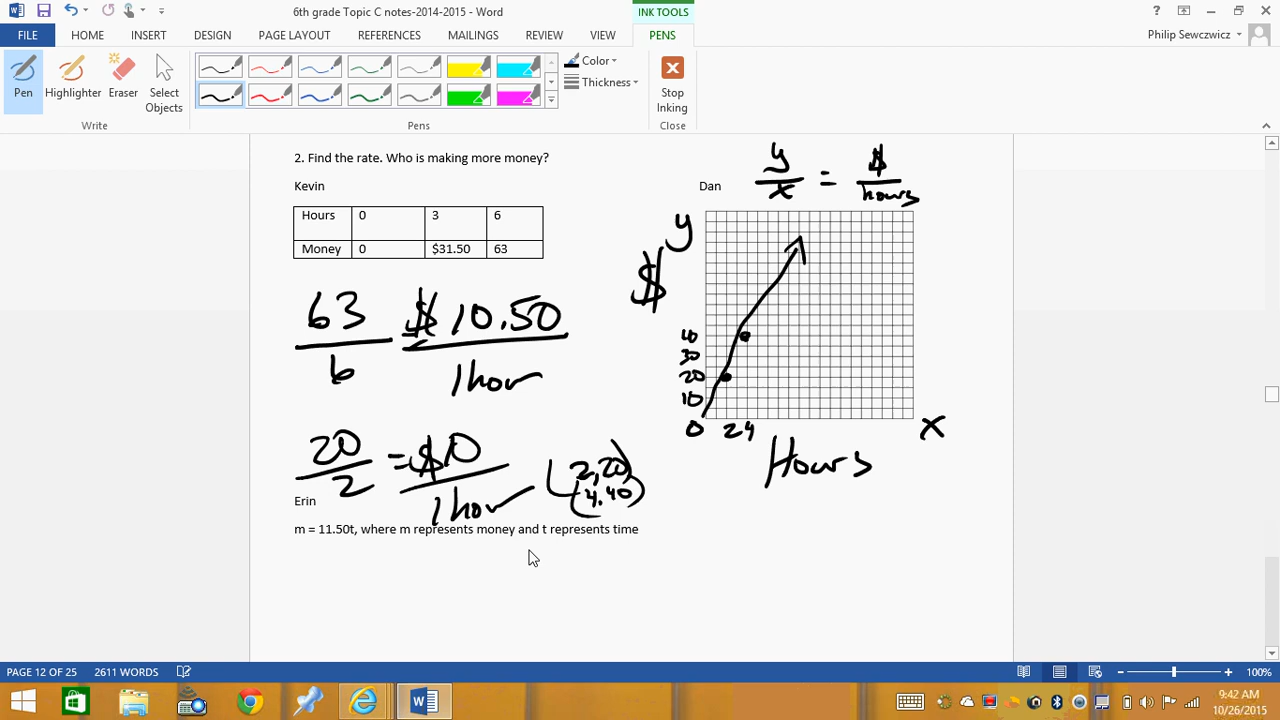 6th grade Topic C notes-2014-2015 - Word
INK TOOLS
?
FILE
HOME
INSERT
DESIGN
PAGE LAYOUT
REFERENCES
MAILINGS
REVIEW
VIEW
PENS
Philip Sewczwicz
Pen
Highlighter
Eraser
Select Objects
Color
Thickness
Stop Inking
Write
Pens
Close
2. Find the rate. Who is making more money?
Kevin
Hours 0 3 6
Money 0 $31.50 63
63/6 = $10.50/1 hour
Dan
y/x = $/hours
y
$
40
30
20
10
0 2 4
x
Hours
20/2 = $10/1 hour
(2,20)
(4,40)
Erin
m = 11.50t, where m represents money and t represents time
PAGE 12 OF 25
2611 WORDS
100%
9:42 AM
10/26/2015